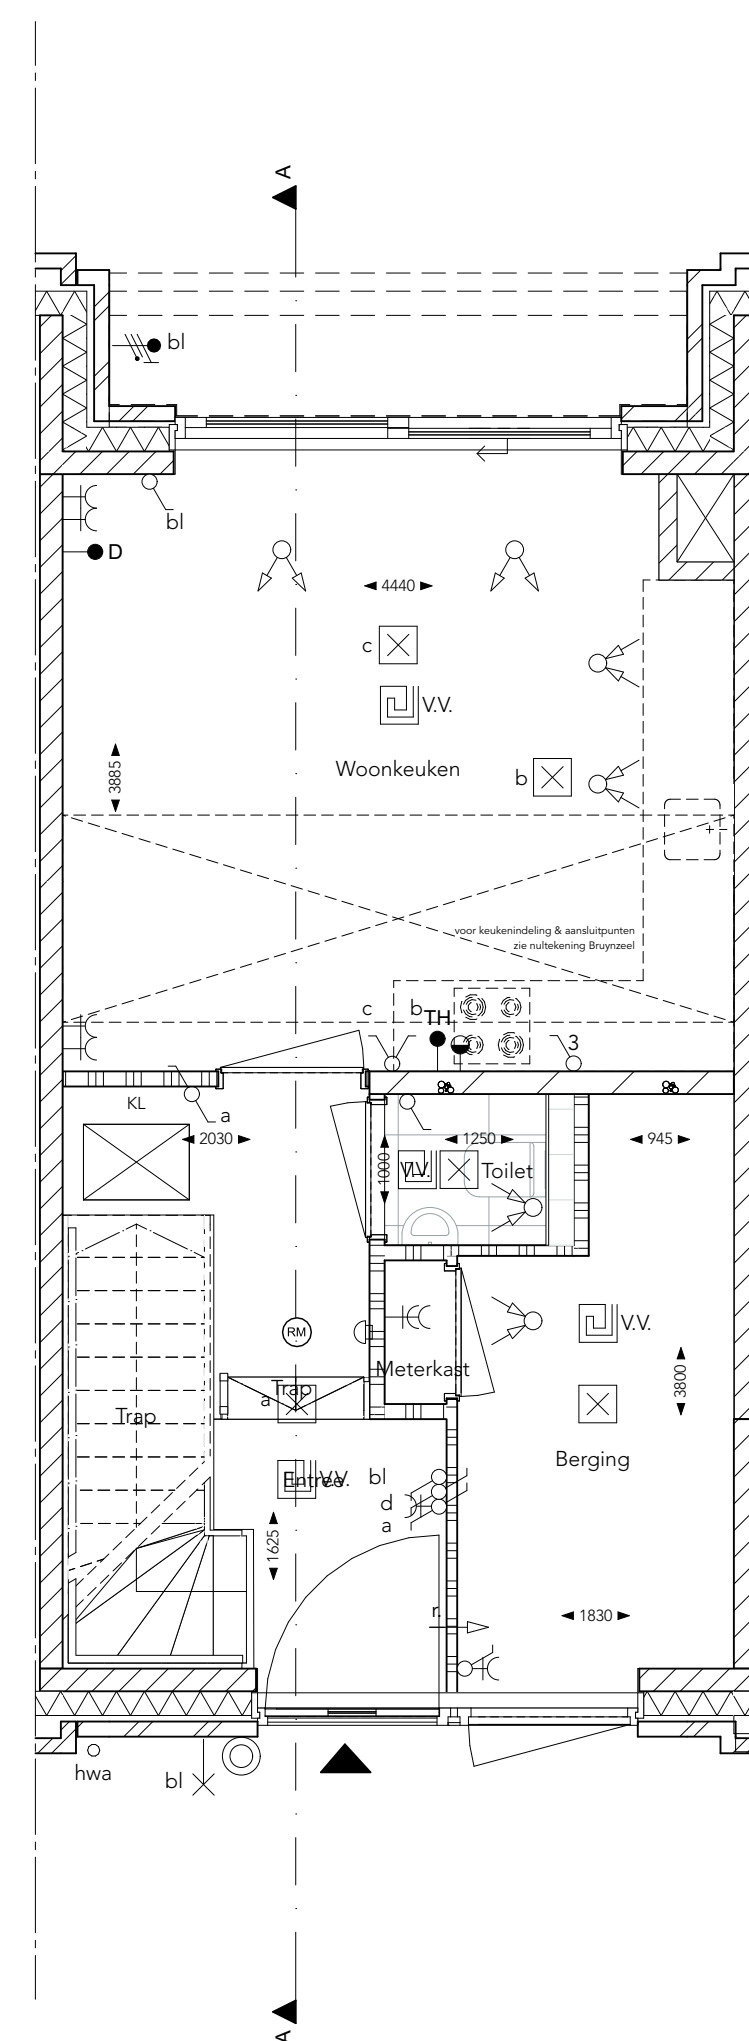 A
bl
bl
D
4440
c
V.V.
Woonkeuken
b
3885
voor keukenindeling & aansluitpunten
zie nultekening Bruynzeel
c
b
TH
3
KL
a
2030
1250
945
1000
V.V.
Toilet
RM
V.V.
Meterkast
3800
Trap
a
Trap
Berging
Entree
V.V.
bl
d
a
1625
r.
1830
hwa
bl
A